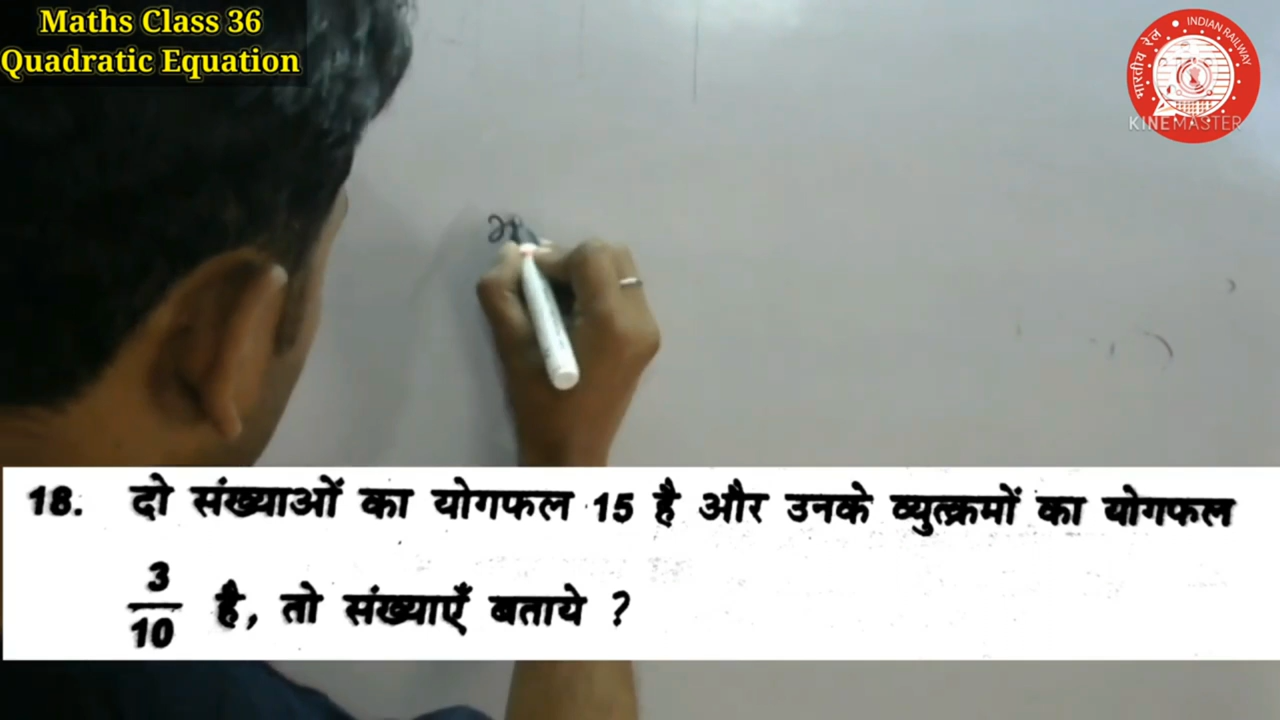 Maths Class 36
Quadratic Equation
भारतीय रेल • INDIAN RAILWAY
KINEMASTER
18. दो संख्याओं का योगफल 15 है और उनके व्युत्क्रमों का योगफल
3
10 है, तो संख्याएँ बताये ?